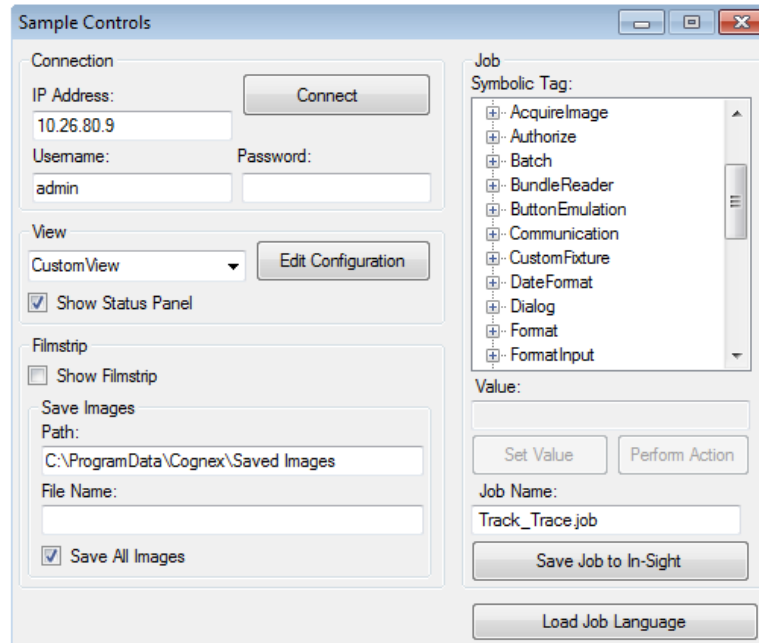 Sample Controls
Connection
IP Address:
Connect
10.26.80.9
Username:
Password:
admin
View
CustomView
Edit Configuration
Show Status Panel
Filmstrip
Show Filmstrip
Save Images
Path:
C:\ProgramData\Cognex\Saved Images
File Name:
Save All Images
Job
Symbolic Tag:
AcquireImage
Authorize
Batch
BundleReader
ButtonEmulation
Communication
CustomFixture
DateFormat
Dialog
Format
FormatInput
Value:
Set Value
Perform Action
Job Name:
Track_Trace.job
Save Job to In-Sight
Load Job Language